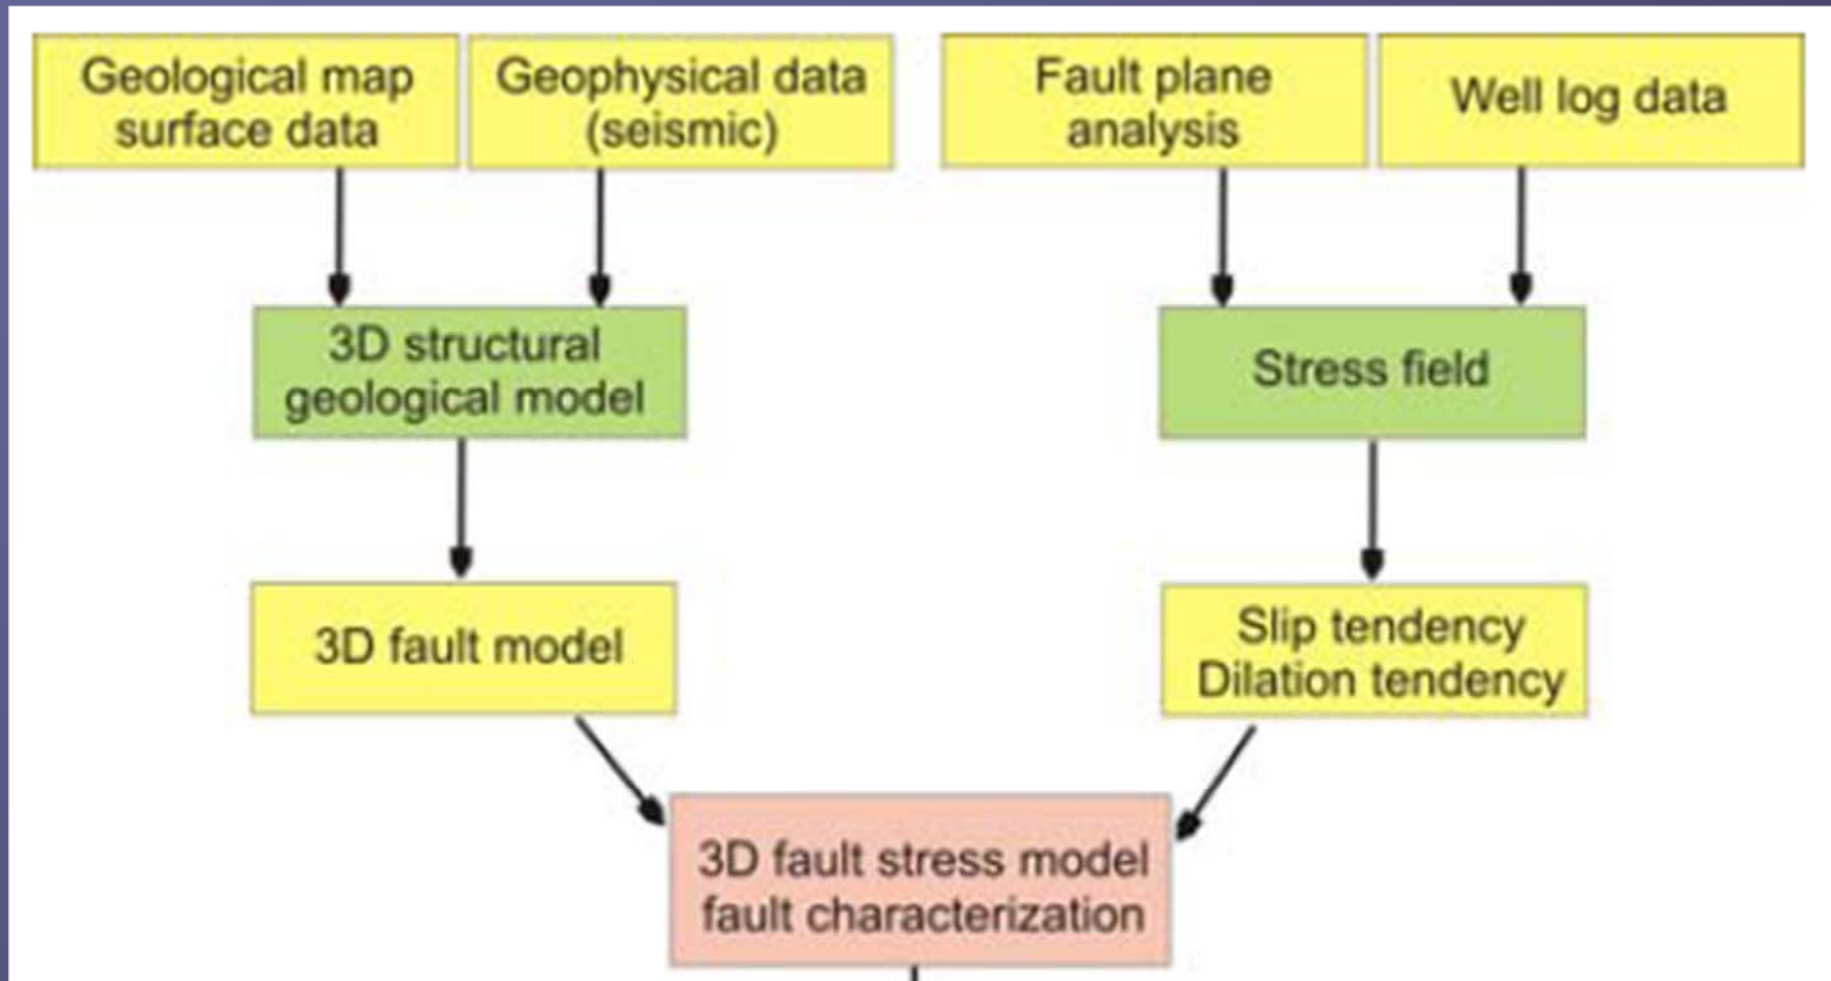 Geological map
surface data
Geophysical data
(seismic)
Fault plane
analysis
Well log data
3D structural
geological model
Stress field
3D fault model
Slip tendency
Dilation tendency
3D fault stress model
fault characterization